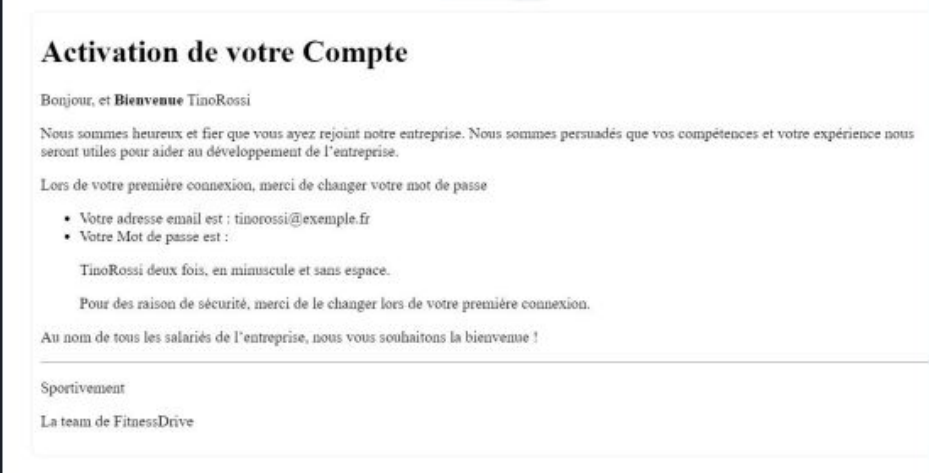 Activation de votre Compte
Bonjour, et Bienvenue TinoRossi
Nous sommes heureux et fier que vous ayez rejoint notre entreprise. Nous sommes persuadés que vos compétences et votre expérience nous
seront utiles pour aider au développement de l'entreprise.
Lors de votre première connexion, merci de changer votre mot de passe
• Votre adresse email est : tinorossi@exemple.fr
• Votre Mot de passe est :
TinoRossi deux fois, en minuscule et sans espace.
Pour des raison de sécurité, merci de le changer lors de votre première connexion.
Au nom de tous les salariés de l'entreprise, nous vous souhaitons la bienvenue !
Sportivement
La team de FitnessDrive